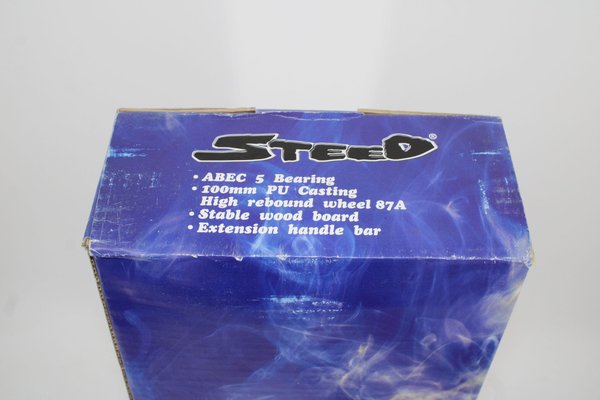 STEED®
• ABEC 5 Bearing
• 100mm PU Casting
High rebound wheel 87A
• Stable wood board
• Extension handle bar